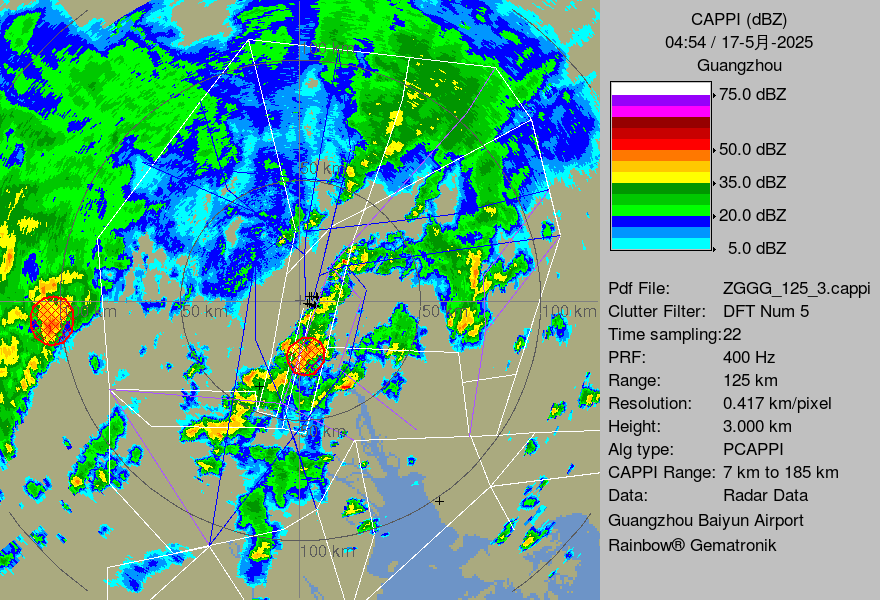 CAPPI (dBZ)
04:54 / 17-5月-2025
Guangzhou
75.0 dBZ
50.0 dBZ
35.0 dBZ
20.0 dBZ
5.0 dBZ
Pdf File: ZGGG_125_3.cappi
Clutter Filter: DFT Num 5
Time sampling:22
PRF: 400 Hz
Range: 125 km
Resolution: 0.417 km/pixel
Height: 3.000 km
Alg type: PCAPPI
CAPPI Range: 7 km to 185 km
Data: Radar Data
Guangzhou Baiyun Airport
Rainbow® Gematronik
50 km
km
50 km
50 km
100 km
km
100 km